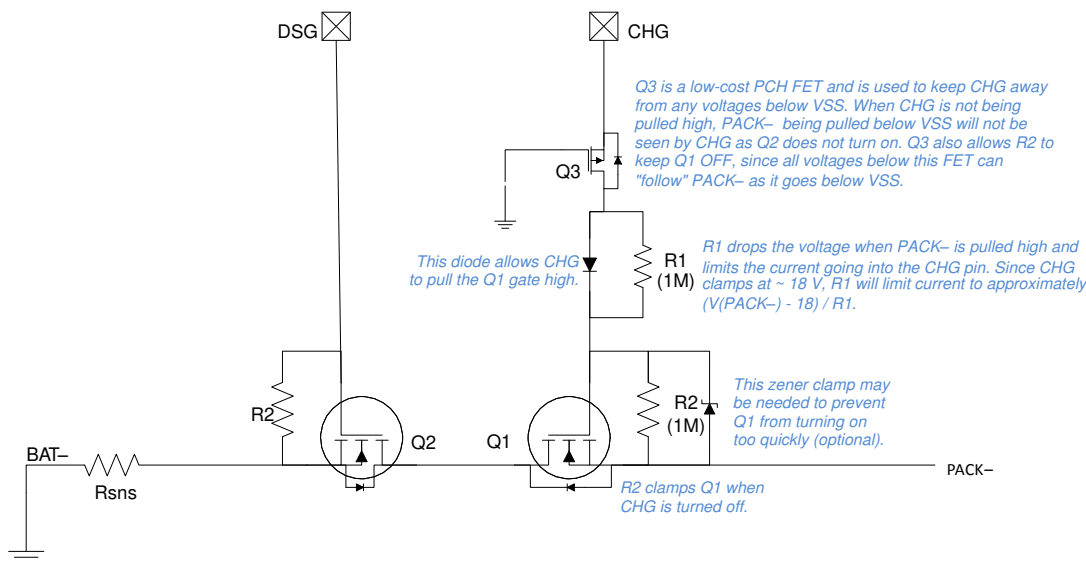 DSG
CHG
Q3 is a low-cost PCH FET and is used to keep CHG away
from any voltages below VSS. When CHG is not being
pulled high, PACK– being pulled below VSS will not be
seen by CHG as Q2 does not turn on. Q3 also allows R2 to
keep Q1 OFF, since all voltages below this FET can
"follow" PACK– as it goes below VSS.
Q3
This diode allows CHG
to pull the Q1 gate high.
R1
(1M)
R1 drops the voltage when PACK– is pulled high and
limits the current going into the CHG pin. Since CHG
clamps at ~ 18 V, R1 will limit current to approximately
(V(PACK–) - 18) / R1.
R2
Q2
Q1
R2
(1M)
This zener clamp may
be needed to prevent
Q1 from turning on
too quickly (optional).
BAT–
Rsns
PACK–
R2 clamps Q1 when
CHG is turned off.